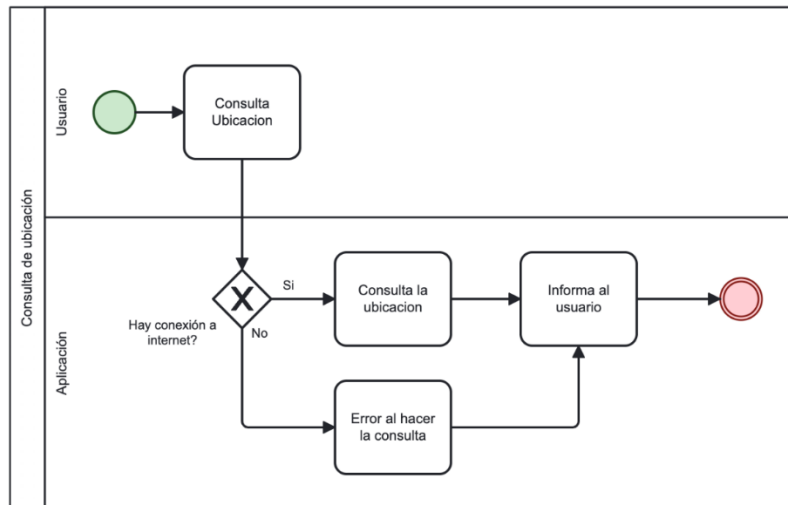 Consulta de ubicación
Usuario
Consulta
Ubicacion
Aplicación
Hay conexión a
internet?
Si
No
Consulta la
ubicacion
Informa al
usuario
Error al hacer
la consulta